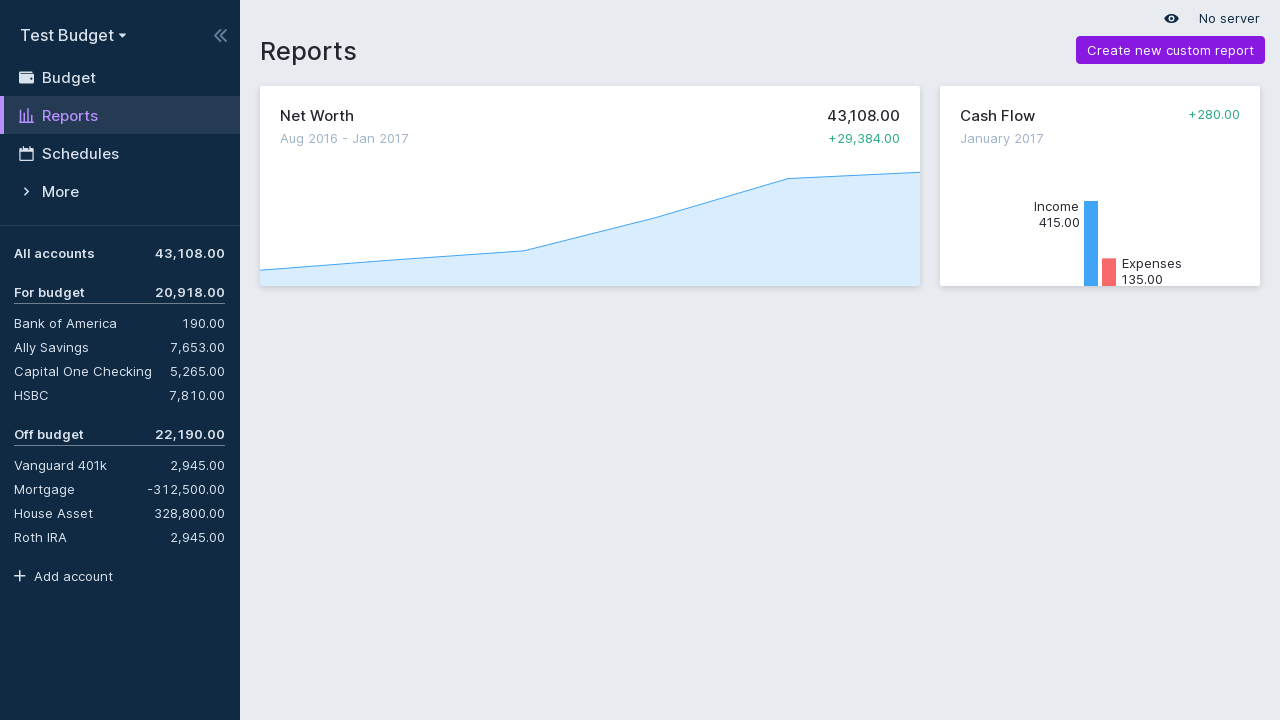 Test Budget
Budget
Reports
Schedules
More
All accounts 43,108.00
For budget 20,918.00
Bank of America 190.00
Ally Savings 7,653.00
Capital One Checking 5,265.00
HSBC 7,810.00
Off budget 22,190.00
Vanguard 401k 2,945.00
Mortgage -312,500.00
House Asset 328,800.00
Roth IRA 2,945.00
Add account
No server
Reports
Create new custom report
Net Worth 43,108.00
Aug 2016 - Jan 2017 +29,384.00
Cash Flow +280.00
January 2017
Income
415.00
Expenses
135.00